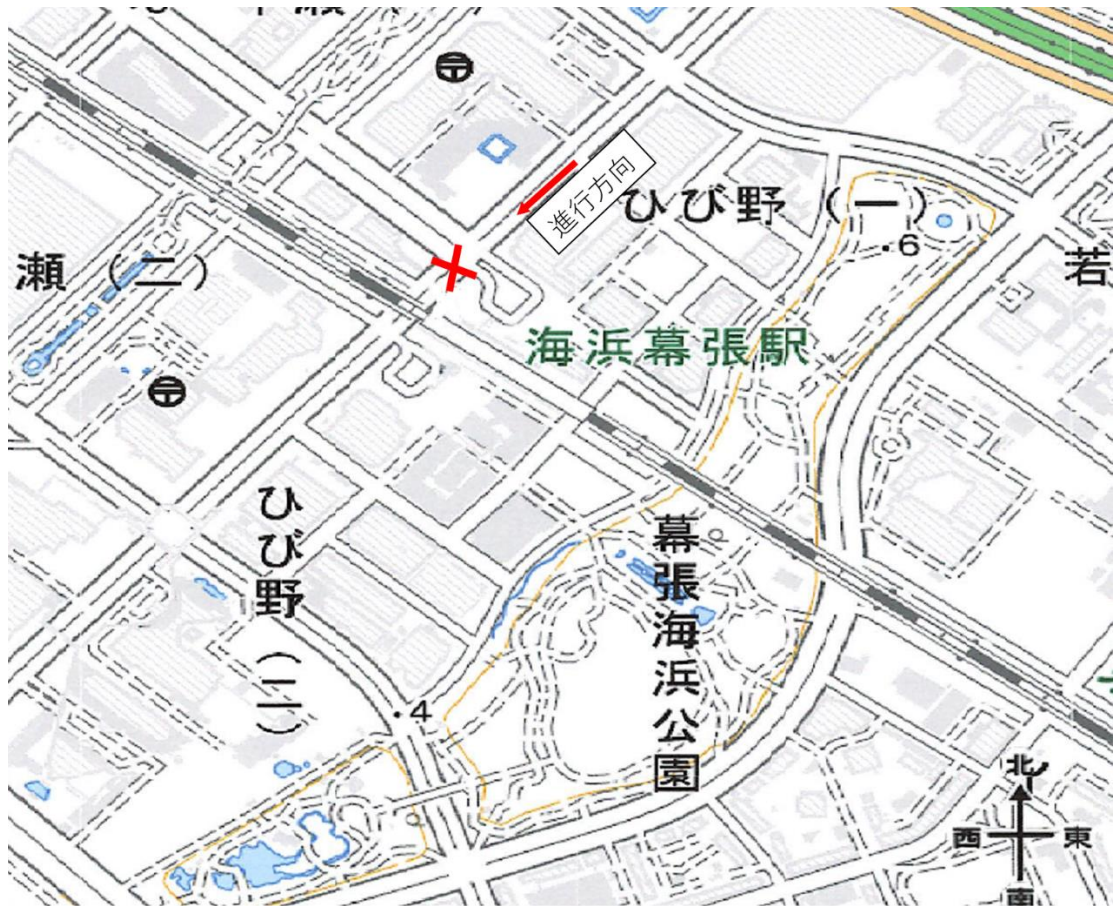 進行方向
ひび野（一）
・6
若
瀬（二）
海浜幕張駅
ひび野（二）
幕張海浜公園
・4
北
西
東
南